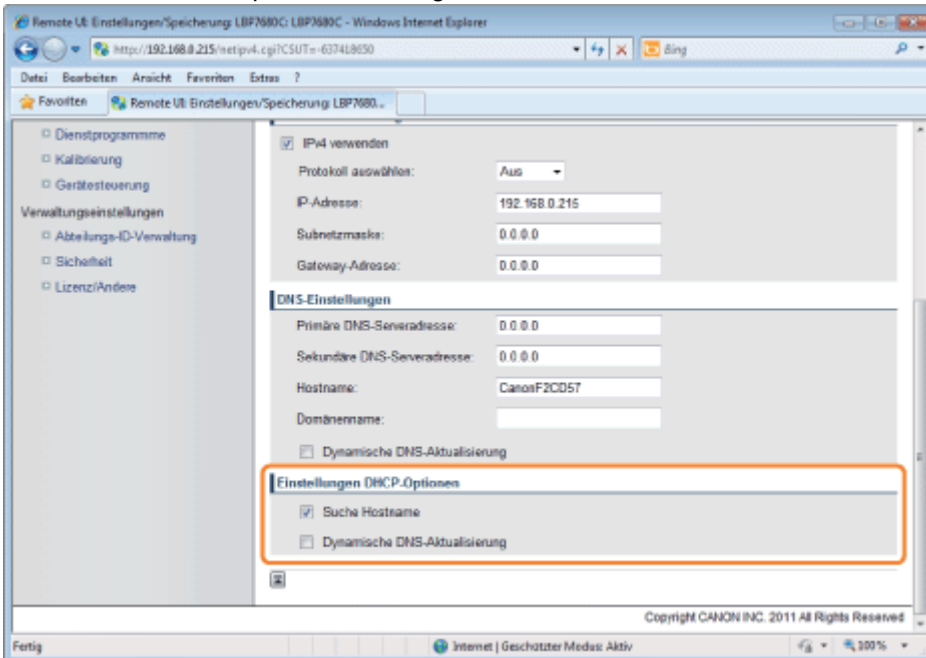 Remote UI: Einstellungen/Speicherung: LBP7680C: LBP7680C - Windows Internet Explorer
http://192.168.0.215/netipv4.cgi?CSUT=-637418650
Bing
Datei Bearbeiten Ansicht Favoriten Extras ?
Favoriten Remote UI: Einstellungen/Speicherung: LBP7680...
Dienstprogrammme
Kalibrierung
Gerätesteuerung
Verwaltungseinstellungen
Abteilungs-ID-Verwaltung
Sicherheit
Lizenz/Andere
IPv4 verwenden
Protokoll auswählen: Aus
IP-Adresse: 192.168.0.215
Subnetzmaske: 0.0.0.0
Gateway-Adresse: 0.0.0.0
DNS-Einstellungen
Primäre DNS-Serveradresse: 0.0.0.0
Sekundäre DNS-Serveradresse: 0.0.0.0
Hostname: CanonF2CD57
Domänenname:
Dynamische DNS-Aktualisierung
Einstellungen DHCP-Optionen
Suche Hostname
Dynamische DNS-Aktualisierung
Copyright CANON INC. 2011 All Rights Reserved
Fertig Internet | Geschützter Modus: Aktiv 100%